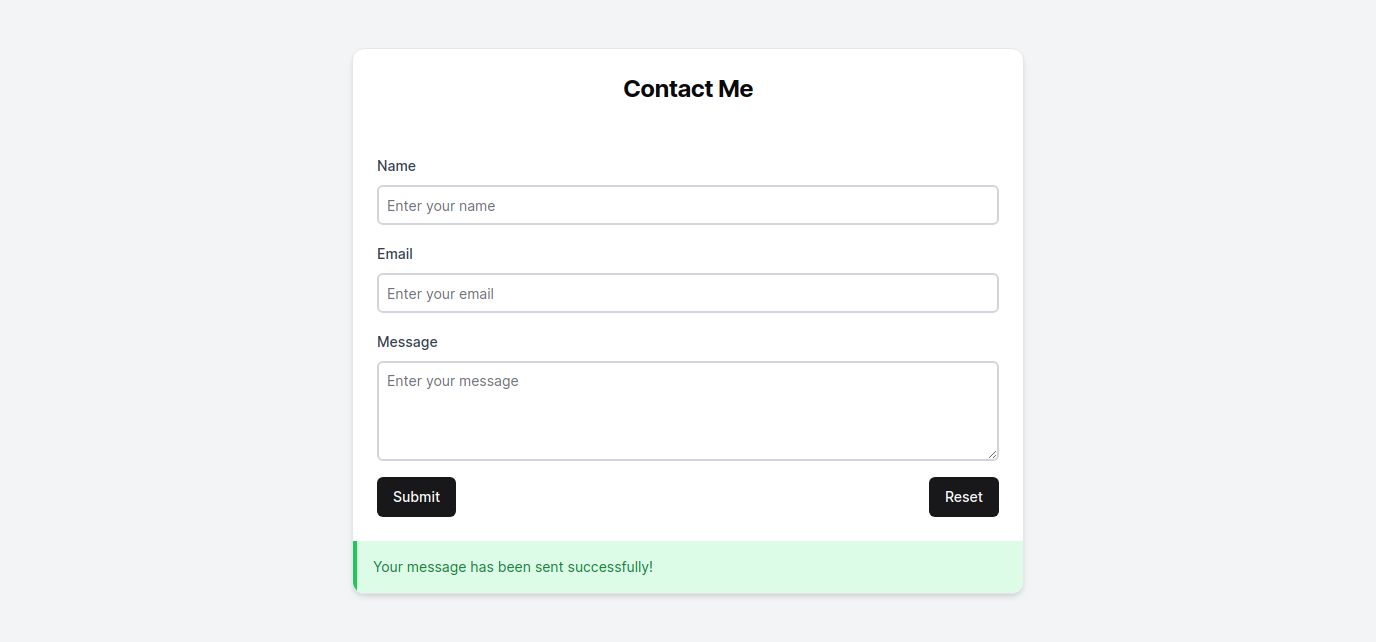 Contact Me
Name
Enter your name
Email
Enter your email
Message
Enter your message
Submit
Reset
Your message has been sent successfully!